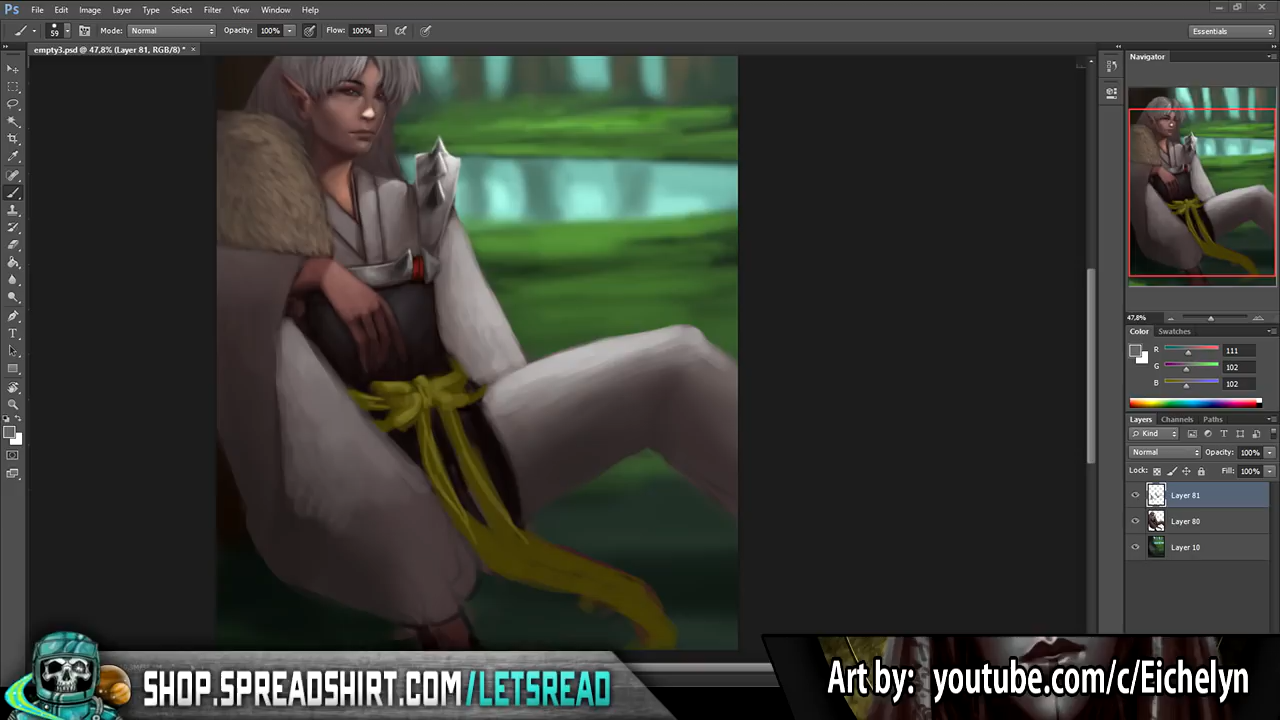 Ps File Edit Image Layer Type Select Filter View Window Help
59 Mode: Normal Opacity: 100% Flow: 100% Essentials
empty3.psd @ 47,8% (Layer 81, RGB/8) * ×
Navigator
47,8%
Color Swatches
R 111
G 102
B 102
Layers Channels Paths
Kind
Normal Opacity: 100%
Lock: Fill: 100%
Layer 81
Layer 80
Layer 10
SHOP.SPREADSHIRT.COM/LETSREAD
Art by: youtube.com/c/Eichelyn